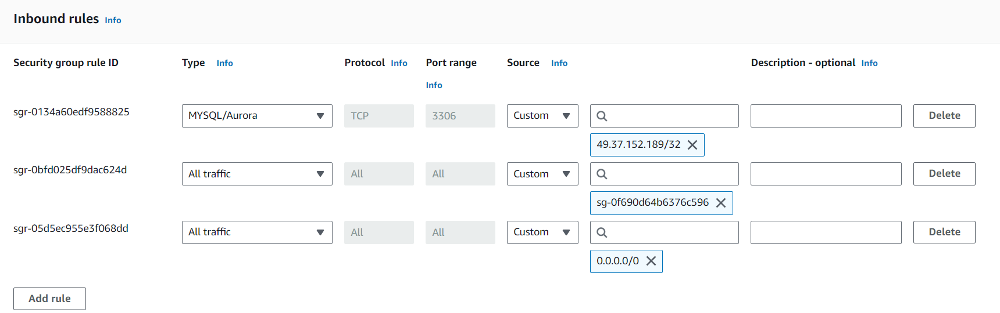 Inbound rules Info
Security group rule ID Type Info Protocol Info Port range Info Source Info Description - optional Info
sgr-0134a60edf9588825 MYSQL/Aurora TCP 3306 Custom Delete
49.37.152.189/32
sgr-0bfd025df9dac624d All traffic All All Custom Delete
sg-0f690d64b6376c596
sgr-05d5ec955e3f068dd All traffic All All Custom Delete
0.0.0.0/0
Add rule